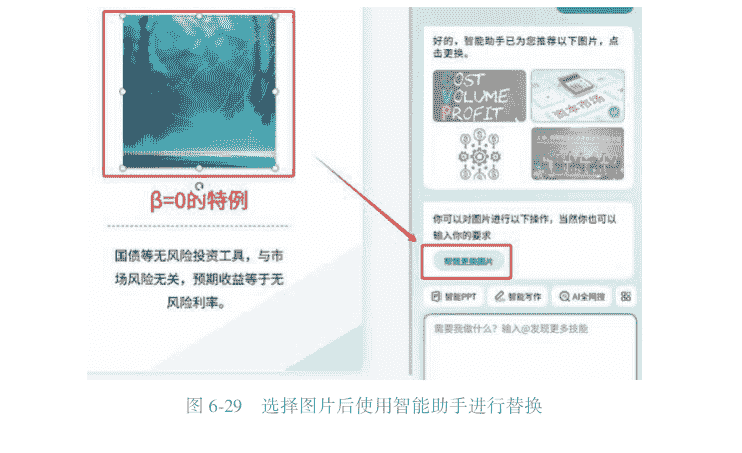 β=0的特例
国债等无风险投资工具，与市
场风险无关，预期收益等于无
风险利率。
好的，智能助手已为您推荐以下图片，点
击更换。
COST
VOLUME
PROFIT
资本市场
你可以对图片进行以下操作，当然你也可以
输入你的要求
帮我更换图片
智能PPT
智能写作
AI全网搜
需要我做什么？输入@发现更多技能
图 6-29 选择图片后使用智能助手进行替换